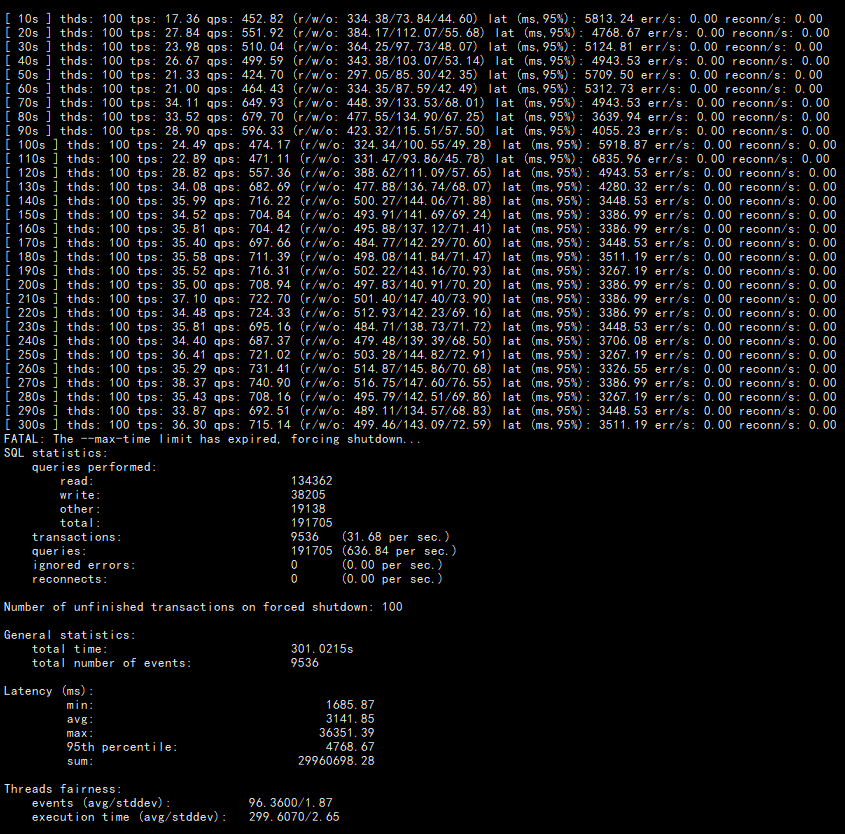 [ 10s ] thds: 100 tps: 17.36 qps: 452.82 (r/w/o: 334.38/73.84/44.60) lat (ms,95%): 5813.24 err/s: 0.00 reconn/s: 0.00
[ 20s ] thds: 100 tps: 27.84 qps: 551.92 (r/w/o: 384.17/112.07/55.68) lat (ms,95%): 4768.67 err/s: 0.00 reconn/s: 0.00
[ 30s ] thds: 100 tps: 23.98 qps: 510.04 (r/w/o: 364.25/97.73/48.07) lat (ms,95%): 5124.81 err/s: 0.00 reconn/s: 0.00
[ 40s ] thds: 100 tps: 26.67 qps: 499.59 (r/w/o: 343.38/103.07/53.14) lat (ms,95%): 4943.53 err/s: 0.00 reconn/s: 0.00
[ 50s ] thds: 100 tps: 21.33 qps: 424.70 (r/w/o: 297.05/85.30/42.35) lat (ms,95%): 5709.50 err/s: 0.00 reconn/s: 0.00
[ 60s ] thds: 100 tps: 21.00 qps: 464.43 (r/w/o: 334.35/87.59/42.49) lat (ms,95%): 5312.73 err/s: 0.00 reconn/s: 0.00
[ 70s ] thds: 100 tps: 34.11 qps: 649.93 (r/w/o: 448.39/133.53/68.01) lat (ms,95%): 4943.53 err/s: 0.00 reconn/s: 0.00
[ 80s ] thds: 100 tps: 33.52 qps: 679.70 (r/w/o: 477.55/134.90/67.25) lat (ms,95%): 3639.94 err/s: 0.00 reconn/s: 0.00
[ 90s ] thds: 100 tps: 28.90 qps: 596.33 (r/w/o: 423.32/115.51/57.50) lat (ms,95%): 4055.23 err/s: 0.00 reconn/s: 0.00
[ 100s ] thds: 100 tps: 24.49 qps: 474.17 (r/w/o: 324.34/100.55/49.28) lat (ms,95%): 5918.87 err/s: 0.00 reconn/s: 0.00
[ 110s ] thds: 100 tps: 22.89 qps: 471.11 (r/w/o: 331.47/93.86/45.78) lat (ms,95%): 6835.96 err/s: 0.00 reconn/s: 0.00
[ 120s ] thds: 100 tps: 28.82 qps: 557.36 (r/w/o: 388.62/111.09/57.65) lat (ms,95%): 4943.53 err/s: 0.00 reconn/s: 0.00
[ 130s ] thds: 100 tps: 34.08 qps: 682.69 (r/w/o: 477.88/136.74/68.07) lat (ms,95%): 4280.32 err/s: 0.00 reconn/s: 0.00
[ 140s ] thds: 100 tps: 35.99 qps: 716.22 (r/w/o: 500.27/144.06/71.88) lat (ms,95%): 3448.53 err/s: 0.00 reconn/s: 0.00
[ 150s ] thds: 100 tps: 34.52 qps: 704.84 (r/w/o: 493.91/141.69/69.24) lat (ms,95%): 3386.99 err/s: 0.00 reconn/s: 0.00
[ 160s ] thds: 100 tps: 35.81 qps: 704.42 (r/w/o: 495.88/137.12/71.41) lat (ms,95%): 3386.99 err/s: 0.00 reconn/s: 0.00
[ 170s ] thds: 100 tps: 35.40 qps: 697.66 (r/w/o: 484.77/142.29/70.60) lat (ms,95%): 3448.53 err/s: 0.00 reconn/s: 0.00
[ 180s ] thds: 100 tps: 35.58 qps: 711.39 (r/w/o: 498.08/141.84/71.47) lat (ms,95%): 3511.19 err/s: 0.00 reconn/s: 0.00
[ 190s ] thds: 100 tps: 35.52 qps: 716.31 (r/w/o: 502.22/143.16/70.93) lat (ms,95%): 3267.19 err/s: 0.00 reconn/s: 0.00
[ 200s ] thds: 100 tps: 35.00 qps: 708.94 (r/w/o: 497.83/140.91/70.20) lat (ms,95%): 3386.99 err/s: 0.00 reconn/s: 0.00
[ 210s ] thds: 100 tps: 37.10 qps: 722.70 (r/w/o: 501.40/147.40/73.90) lat (ms,95%): 3386.99 err/s: 0.00 reconn/s: 0.00
[ 220s ] thds: 100 tps: 34.48 qps: 724.33 (r/w/o: 512.93/142.23/69.16) lat (ms,95%): 3386.99 err/s: 0.00 reconn/s: 0.00
[ 230s ] thds: 100 tps: 35.81 qps: 695.16 (r/w/o: 484.71/138.73/71.72) lat (ms,95%): 3448.53 err/s: 0.00 reconn/s: 0.00
[ 240s ] thds: 100 tps: 34.40 qps: 687.37 (r/w/o: 479.48/139.39/68.50) lat (ms,95%): 3706.08 err/s: 0.00 reconn/s: 0.00
[ 250s ] thds: 100 tps: 36.41 qps: 721.02 (r/w/o: 503.28/144.82/72.91) lat (ms,95%): 3267.19 err/s: 0.00 reconn/s: 0.00
[ 260s ] thds: 100 tps: 35.29 qps: 731.41 (r/w/o: 514.87/145.86/70.68) lat (ms,95%): 3326.55 err/s: 0.00 reconn/s: 0.00
[ 270s ] thds: 100 tps: 38.37 qps: 740.90 (r/w/o: 516.75/147.60/76.55) lat (ms,95%): 3386.99 err/s: 0.00 reconn/s: 0.00
[ 280s ] thds: 100 tps: 35.43 qps: 708.16 (r/w/o: 495.79/142.51/69.86) lat (ms,95%): 3267.19 err/s: 0.00 reconn/s: 0.00
[ 290s ] thds: 100 tps: 33.87 qps: 692.51 (r/w/o: 489.11/134.57/68.83) lat (ms,95%): 3448.53 err/s: 0.00 reconn/s: 0.00
[ 300s ] thds: 100 tps: 36.30 qps: 715.14 (r/w/o: 499.46/143.09/72.59) lat (ms,95%): 3511.19 err/s: 0.00 reconn/s: 0.00
FATAL: The --max-time limit has expired, forcing shutdown...
SQL statistics:
queries performed:
read: 134362
write: 38205
other: 19138
total: 191705
transactions: 9536 (31.68 per sec.)
queries: 191705 (636.84 per sec.)
ignored errors: 0 (0.00 per sec.)
reconnects: 0 (0.00 per sec.)
Number of unfinished transactions on forced shutdown: 100
General statistics:
total time: 301.0215s
total number of events: 9536
Latency (ms):
min: 1685.87
avg: 3141.85
max: 36351.39
95th percentile: 4768.67
sum: 29960698.28
Threads fairness:
events (avg/stddev): 96.3600/1.87
execution time (avg/stddev): 299.6070/2.65